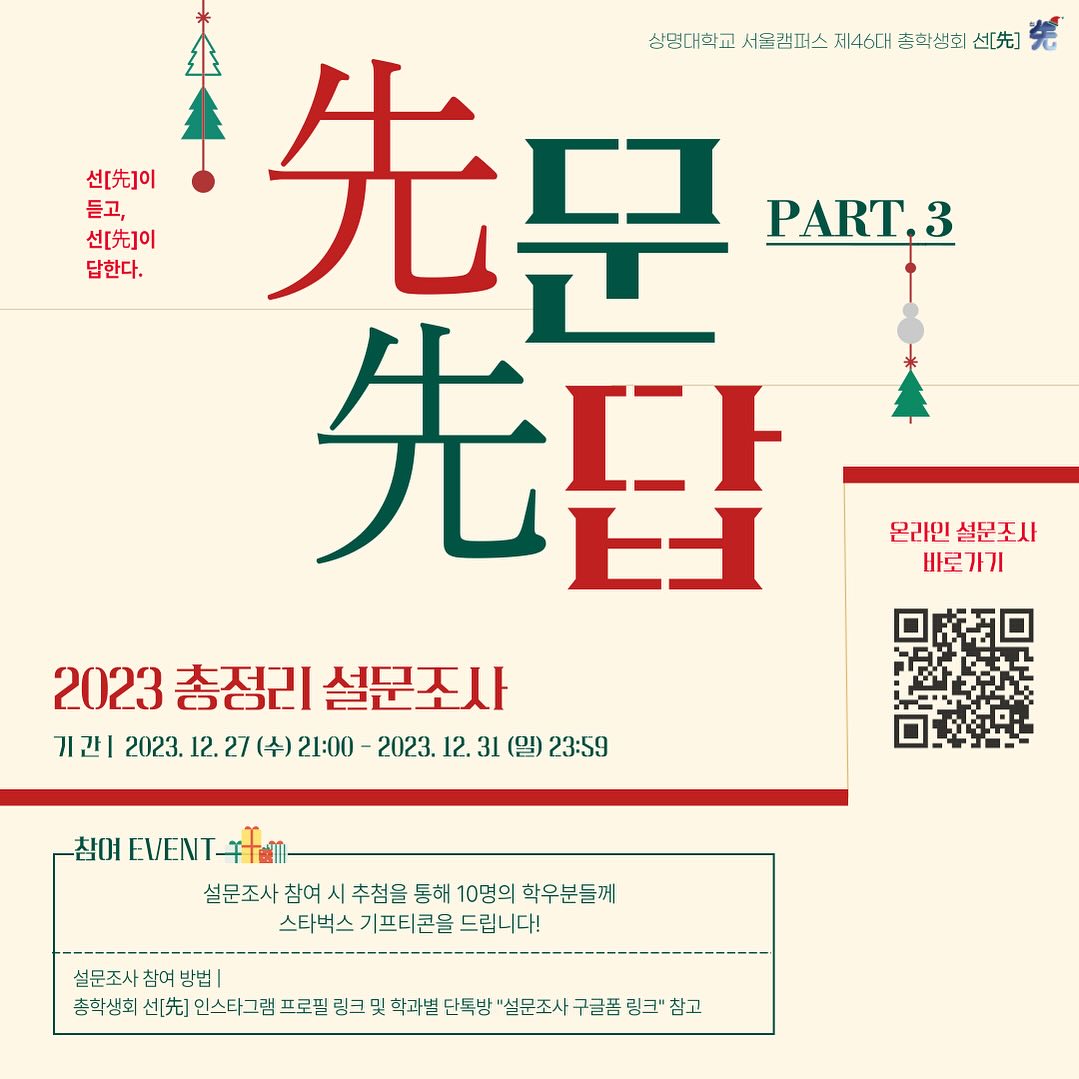 상명대학교 서울캠퍼스 제46대 총학생회 선[先]
先문
先답
PART. 3
선[先]이
듣고,
선[先]이
답한다.
온라인 설문조사
바로가기
2023 총정리 설문조사
기 간 | 2023. 12. 27 (수) 21:00 - 2023. 12. 31 (일) 23:59
참여 EVENT
설문조사 참여 시 추첨을 통해 10명의 학우분들께
스타벅스 기프티콘을 드립니다!
설문조사 참여 방법 |
총학생회 선[先] 인스타그램 프로필 링크 및 학과별 단톡방 "설문조사 구글폼 링크" 참고